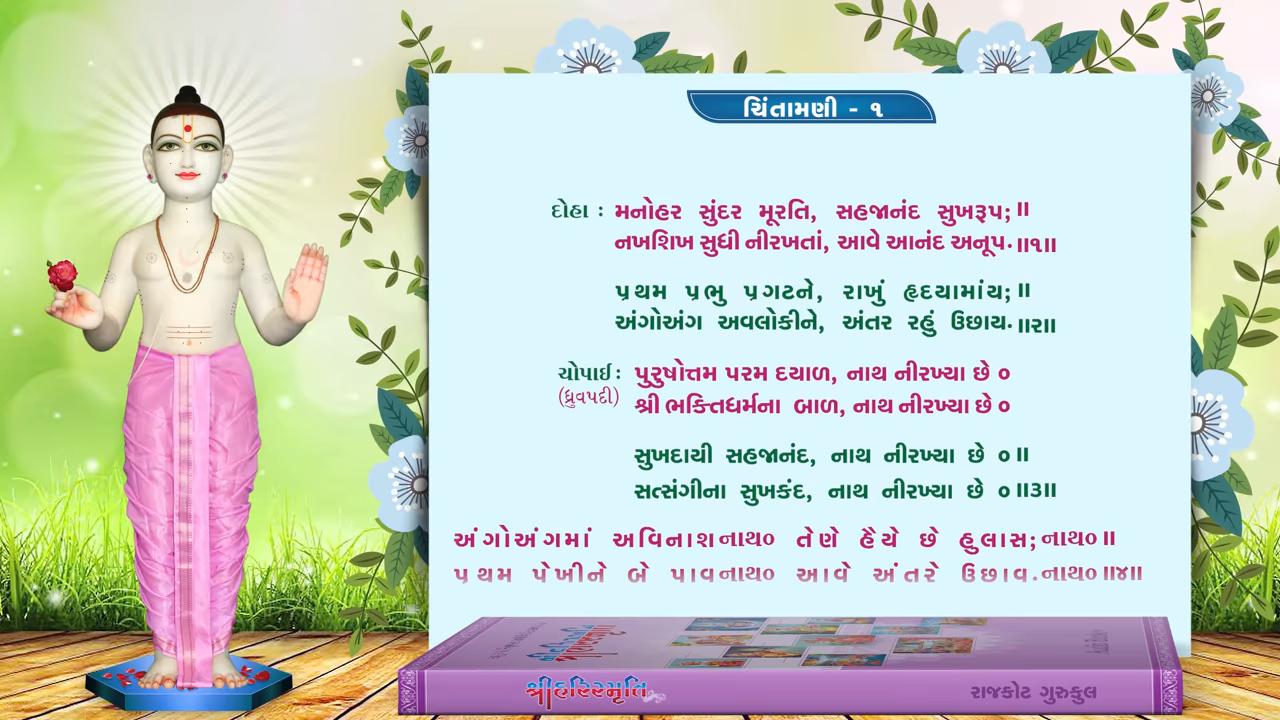 ચિંતામણી - ૧
દોહા : મનોહર સુંદર મૂરતિ, સહજાનંદ સુખરૂપ; ॥
નખશિખ સુધી નીરખતાં, આવે આનંદ અનૂપ. ॥૧॥
પ્રથમ પ્રભુ પ્રગટને, રાખું હૃદયામાંય; ॥
અંગોઅંગ અવલોકીને, અંતર રહું ઉછાય. ॥૨॥
ચોપાઈ : પુરુષોત્તમ પરમ દયાળ, નાથ નીરખ્યા છે ૦
(ધ્રુવપદી) શ્રી ભક્તિધર્મના બાળ, નાથ નીરખ્યા છે ૦
સુખદાયી સહજાનંદ, નાથ નીરખ્યા છે ૦ ॥
સત્સંગીના સુખકંદ, નાથ નીરખ્યા છે ૦ ॥૩॥
અંગોઅંગમાં અવિનાશ નાથ૦ તેણે હૈયે છે હુલાસ; નાથ૦ ॥
પ્રથમ પેખીને બે પાવ નાથ૦ આવે અંતરે ઉછાવ. નાથ૦ ॥૪॥
શ્રીહરિસ્મૃતિ
રાજકોટ ગુરુકુલ